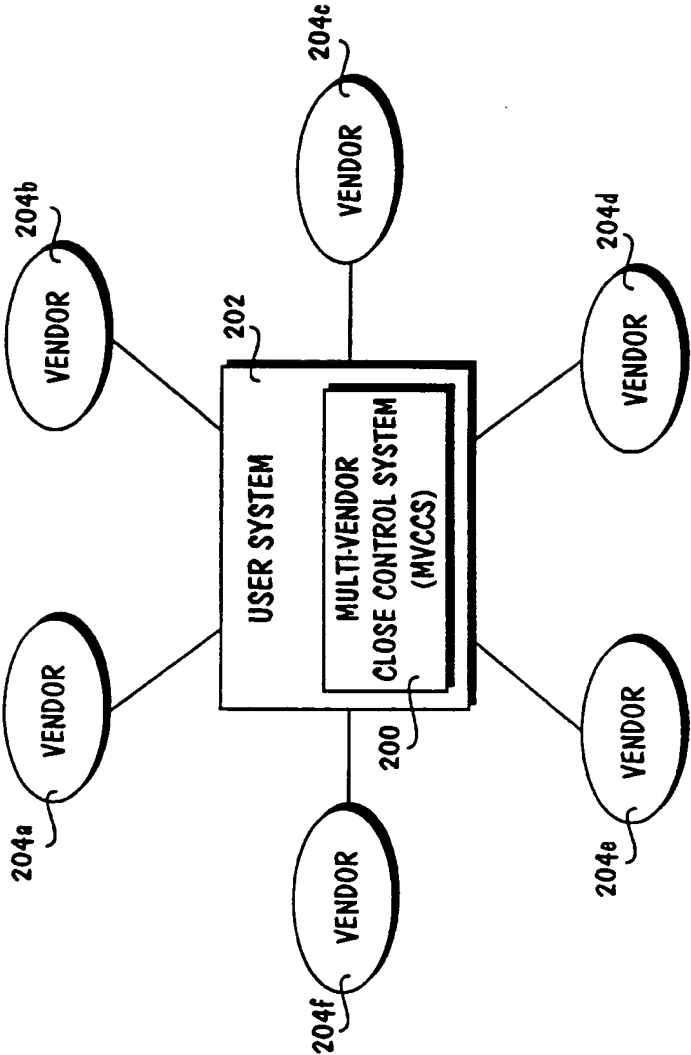 204a
VENDOR
204b
VENDOR
204c
VENDOR
202
USER SYSTEM
MULTI-VENDOR
CLOSE CONTROL SYSTEM
(MVCCS)
200
204f
VENDOR
204e
VENDOR
204d
VENDOR